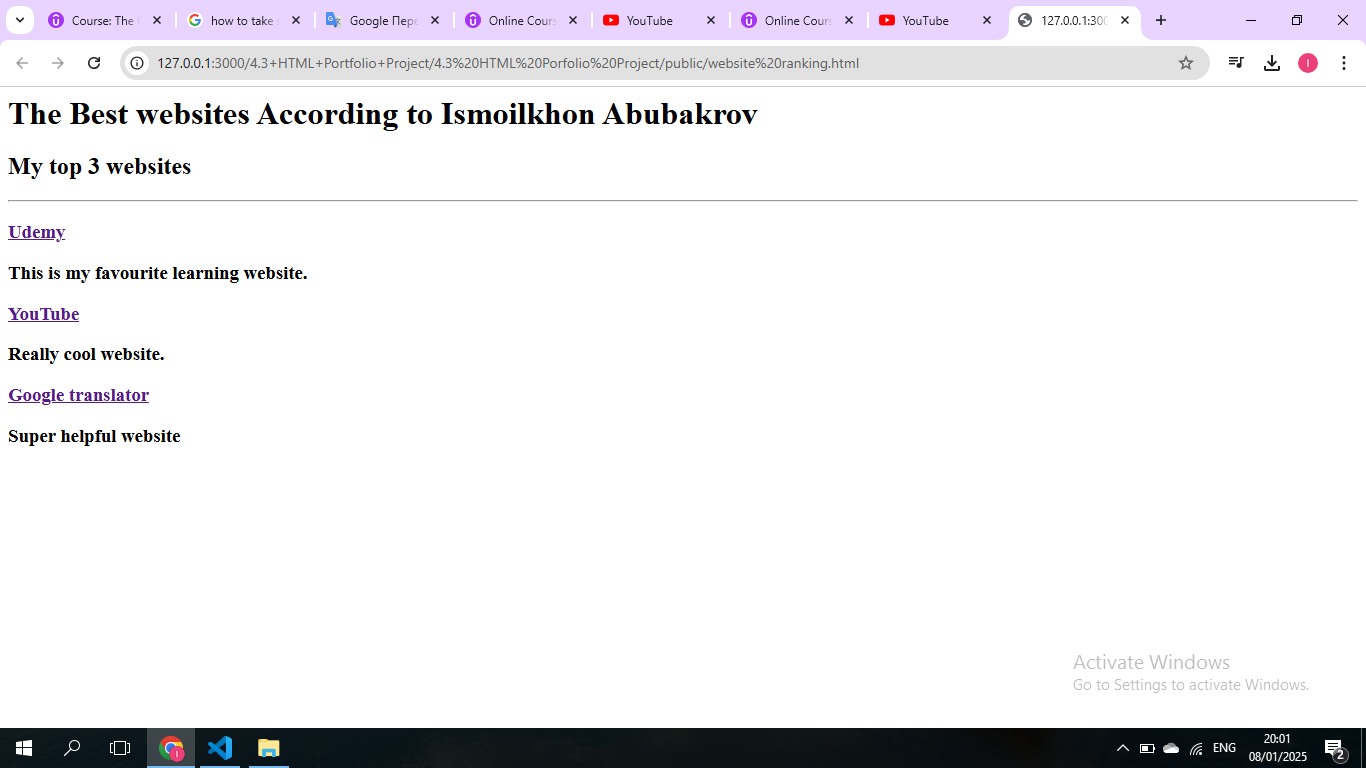 Course: The
how to take
Google Пере
Online Cours
YouTube
Online Cours
YouTube
127.0.0.1:300
127.0.0.1:3000/4.3+HTML+Portfolio+Project/4.3%20HTML%20Porfolio%20Project/public/website%20ranking.html
I
The Best websites According to Ismoilkhon Abubakrov
My top 3 websites
Udemy
This is my favourite learning website.
YouTube
Really cool website.
Google translator
Super helpful website
Activate Windows
Go to Settings to activate Windows.
I
ENG
20:01
08/01/2025
2